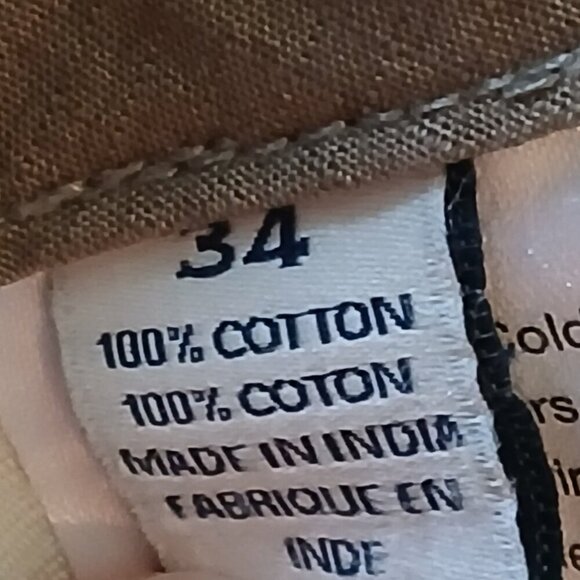 34
100% COTTON
100% COTON
MADE IN INDIA
FABRIQUE EN
INDE